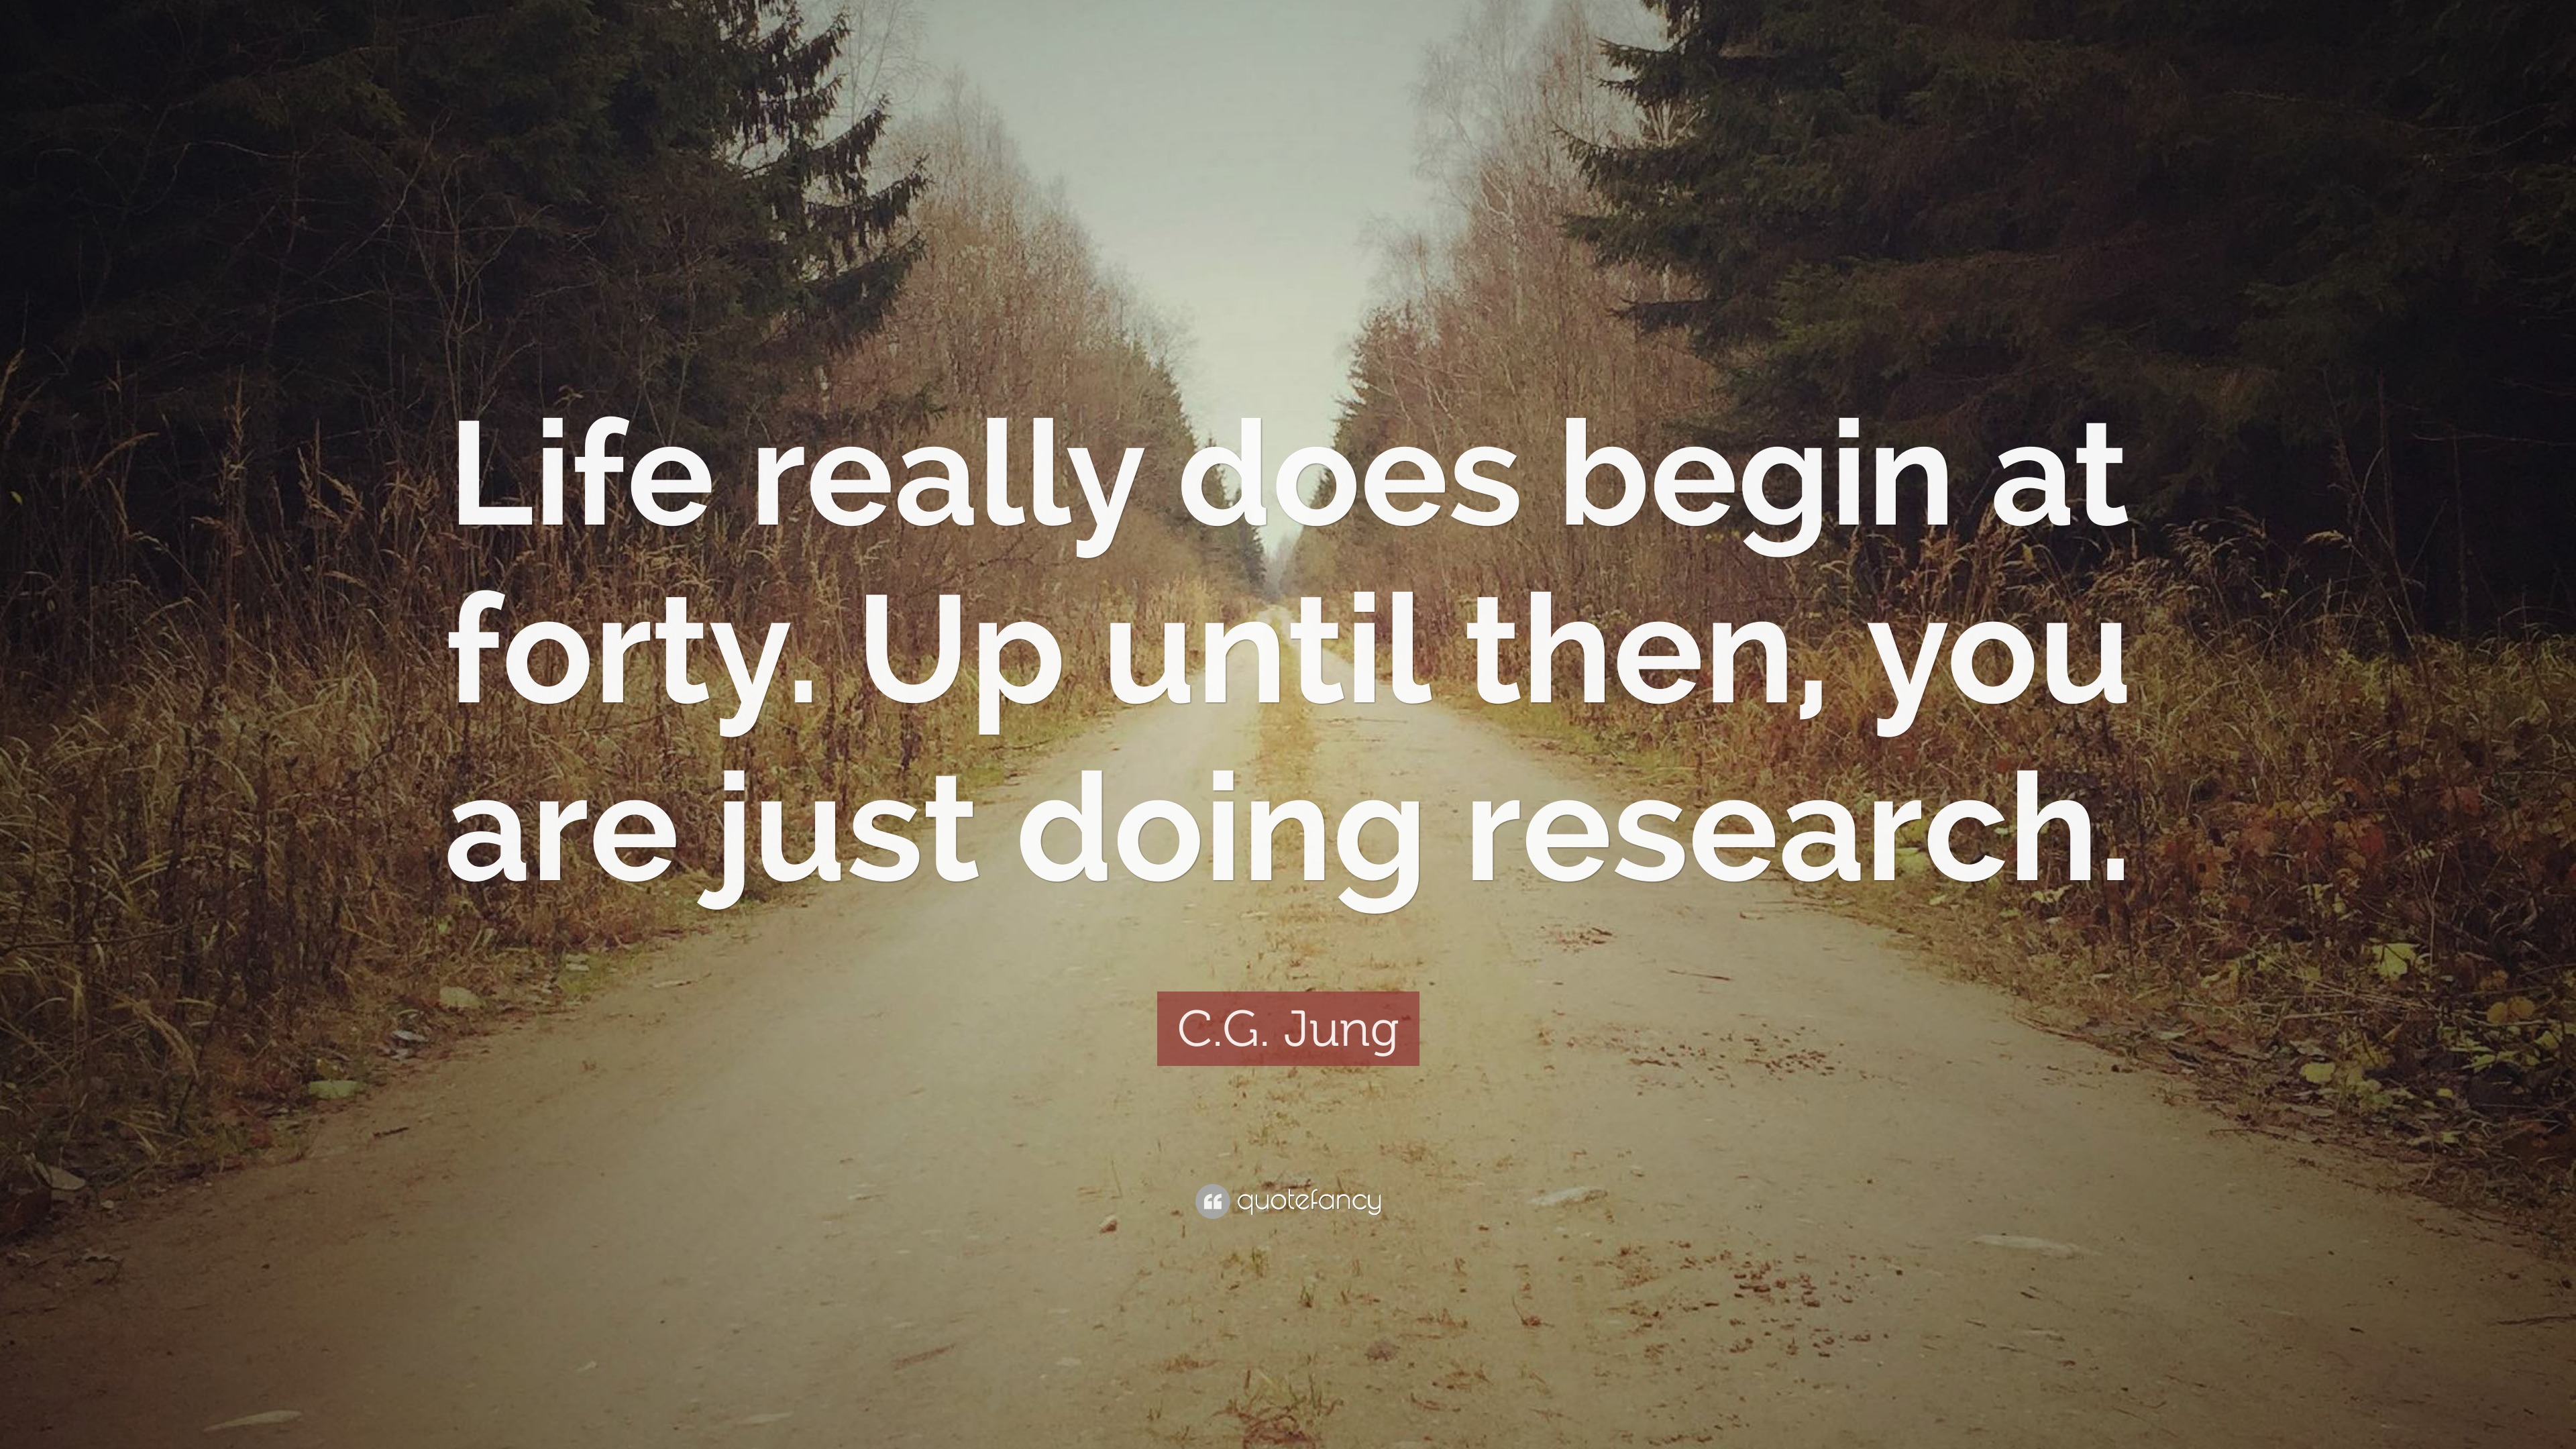 Life really does begin at
forty. Up until then, you
are just doing research.
C.G. Jung
quotefancy